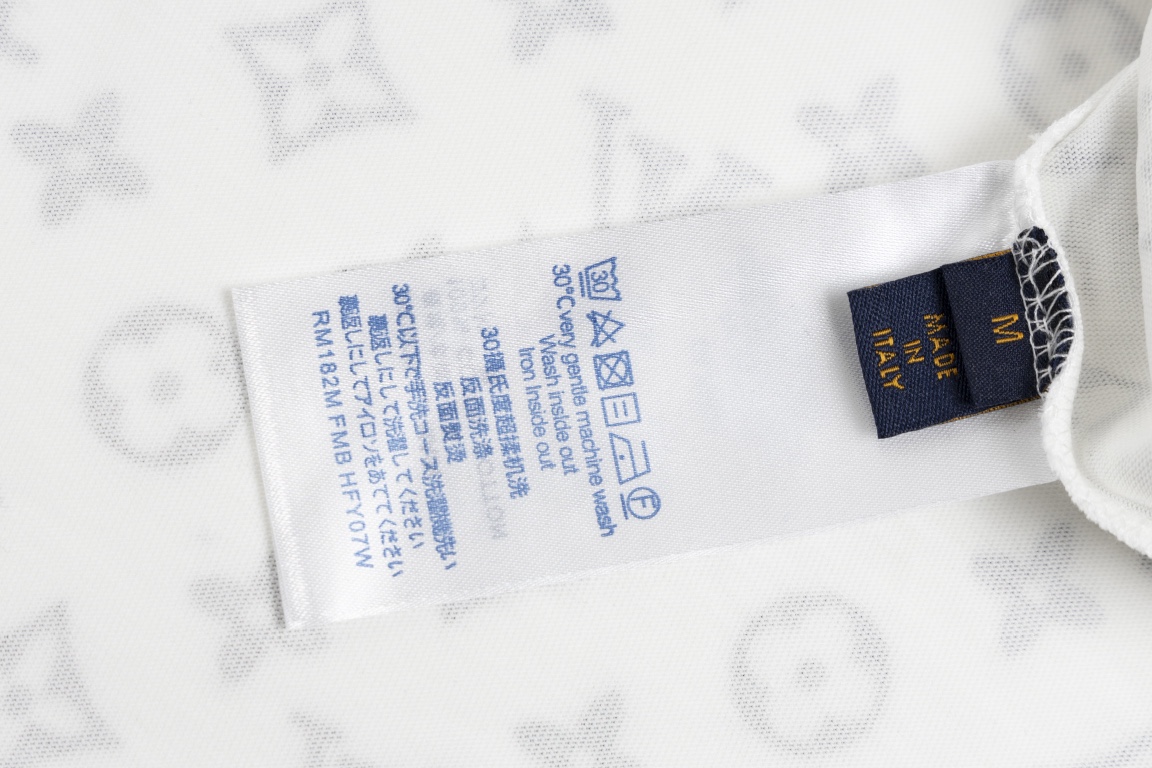 30
F
30°C very gentle machine wash
Wash inside out
Iron Inside out
30摄氏度超柔机洗
反面洗涤
反面熨烫
30℃以下で手洗コース洗濯機洗い
裏返しにして洗濯してください
裏返しにしてアイロンをあててください
RM182M FMB HFY07W
M
MADE
IN
ITALY